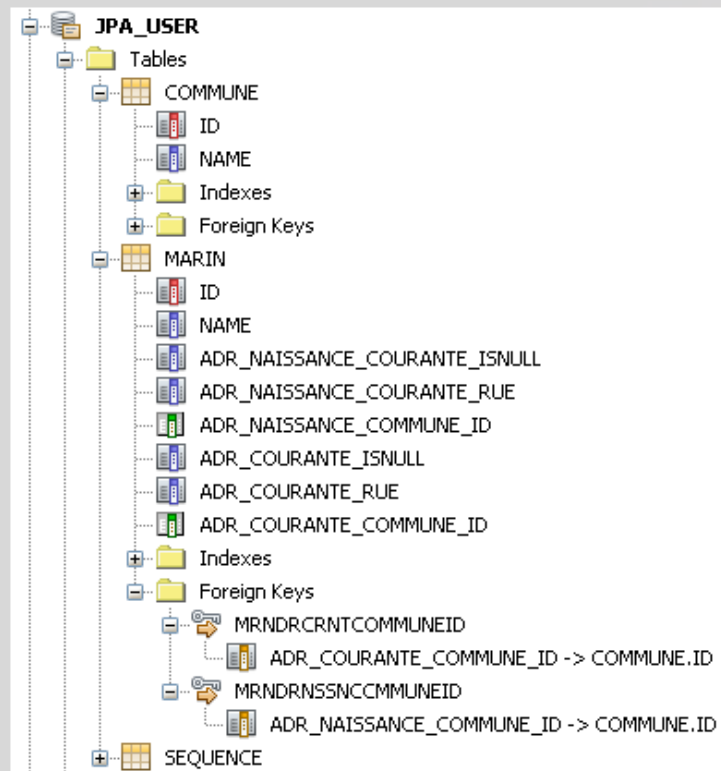 JPA_USER
Tables
COMMUNE
ID
NAME
Indexes
Foreign Keys
MARIN
ID
NAME
ADR_NAISSANCE_COURANTE_ISNULL
ADR_NAISSANCE_COURANTE_RUE
ADR_NAISSANCE_COMMUNE_ID
ADR_COURANTE_ISNULL
ADR_COURANTE_RUE
ADR_COURANTE_COMMUNE_ID
Indexes
Foreign Keys
MRNDRCRNTCOMMUNEID
ADR_COURANTE_COMMUNE_ID -> COMMUNE.ID
MRNDRNSSNCCMMUNEID
ADR_NAISSANCE_COMMUNE_ID -> COMMUNE.ID
SEQUENCE